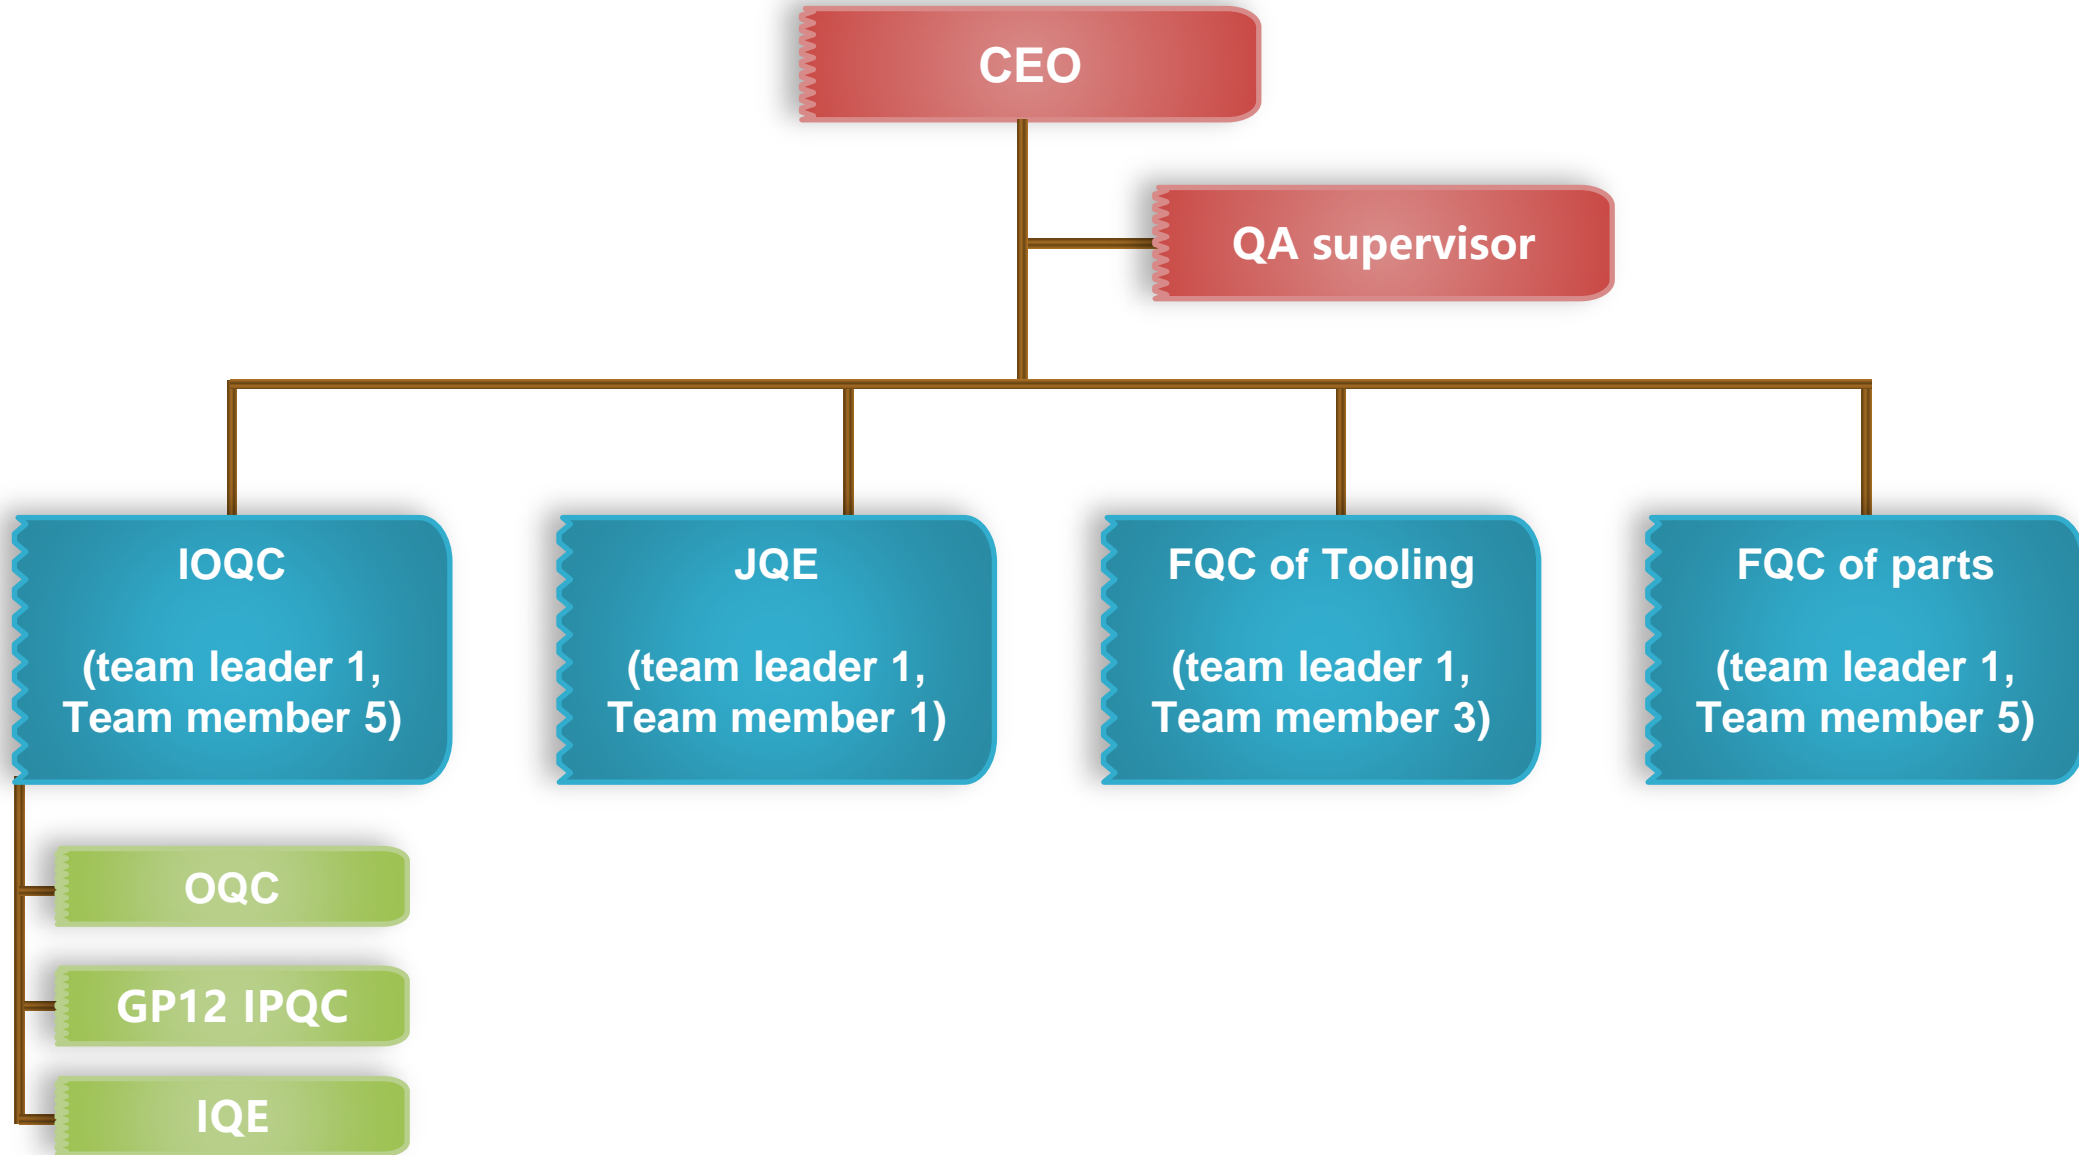 CEO
QA supervisor
IOQC
(team leader 1,
Team member 5)
JQE
(team leader 1,
Team member 1)
FQC of Tooling
(team leader 1,
Team member 3)
FQC of parts
(team leader 1,
Team member 5)
OQC
GP12 IPQC
IQE